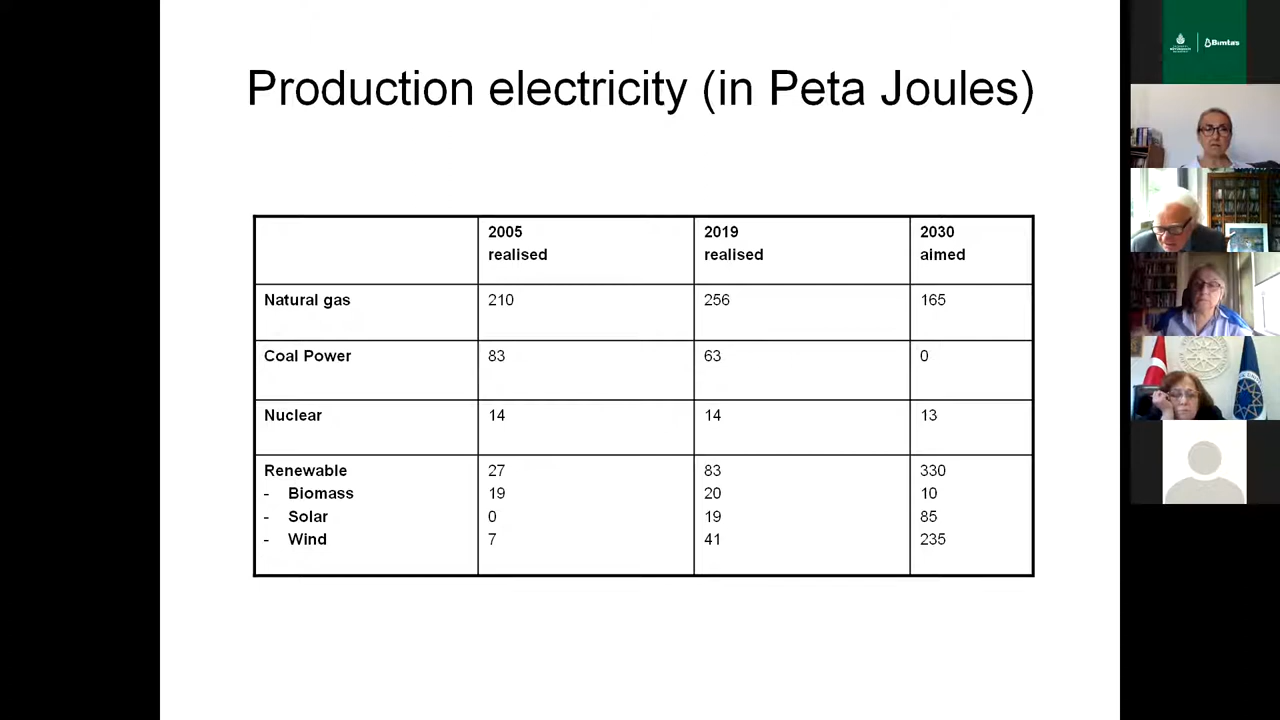 Production electricity (in Peta Joules)
2005 realised 2019 realised 2030 aimed
Natural gas 210 256 165
Coal Power 83 63 0
Nuclear 14 14 13
Renewable 27 83 330
- Biomass 19 20 10
- Solar 0 19 85
- Wind 7 41 235
Bimtaş